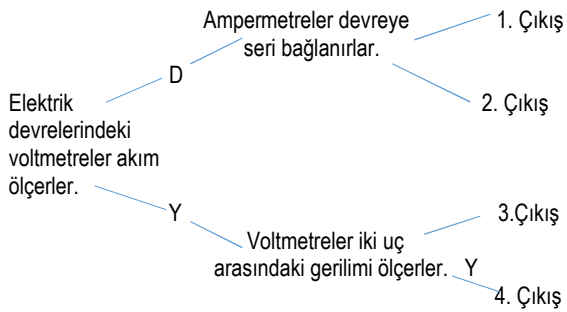 Ampermetreler devreye
seri bağlanırlar.
1. Çıkış
D
2. Çıkış
Elektrik
devrelerindeki
voltmetreler akım
ölçerler.
Y
3.Çıkış
Voltmetreler iki uç
arasındaki gerilimi ölçerler. Y
4. Çıkış